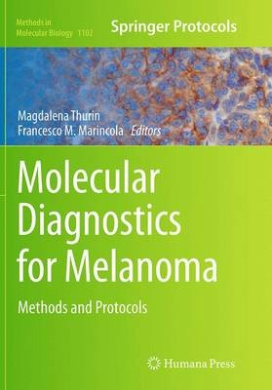 Methods in
Molecular Biology 1102
Springer Protocols
Magdalena Thurin
Francesco M. Marincola Editors
Molecular
Diagnostics
for Melanoma
Methods and Protocols
Humana Press